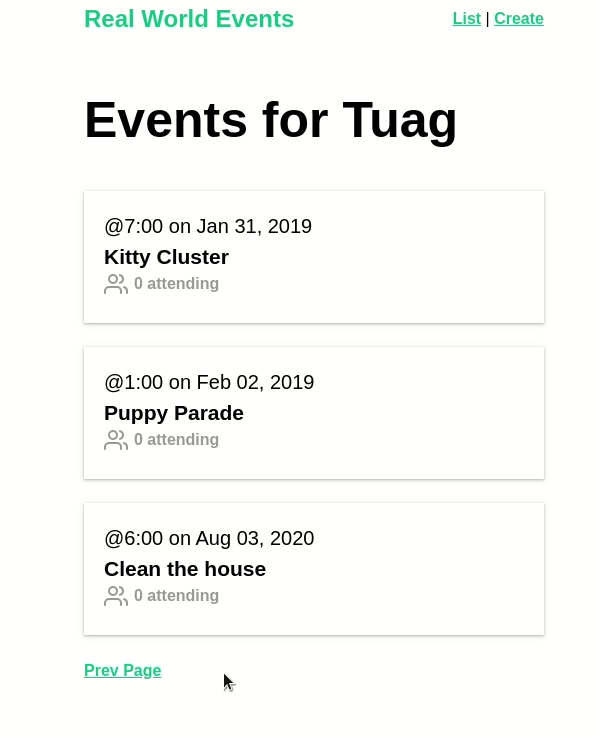 Real World Events
List | Create
Events for Tuag
@7:00 on Jan 31, 2019
Kitty Cluster
0 attending
@1:00 on Feb 02, 2019
Puppy Parade
0 attending
@6:00 on Aug 03, 2020
Clean the house
0 attending
Prev Page